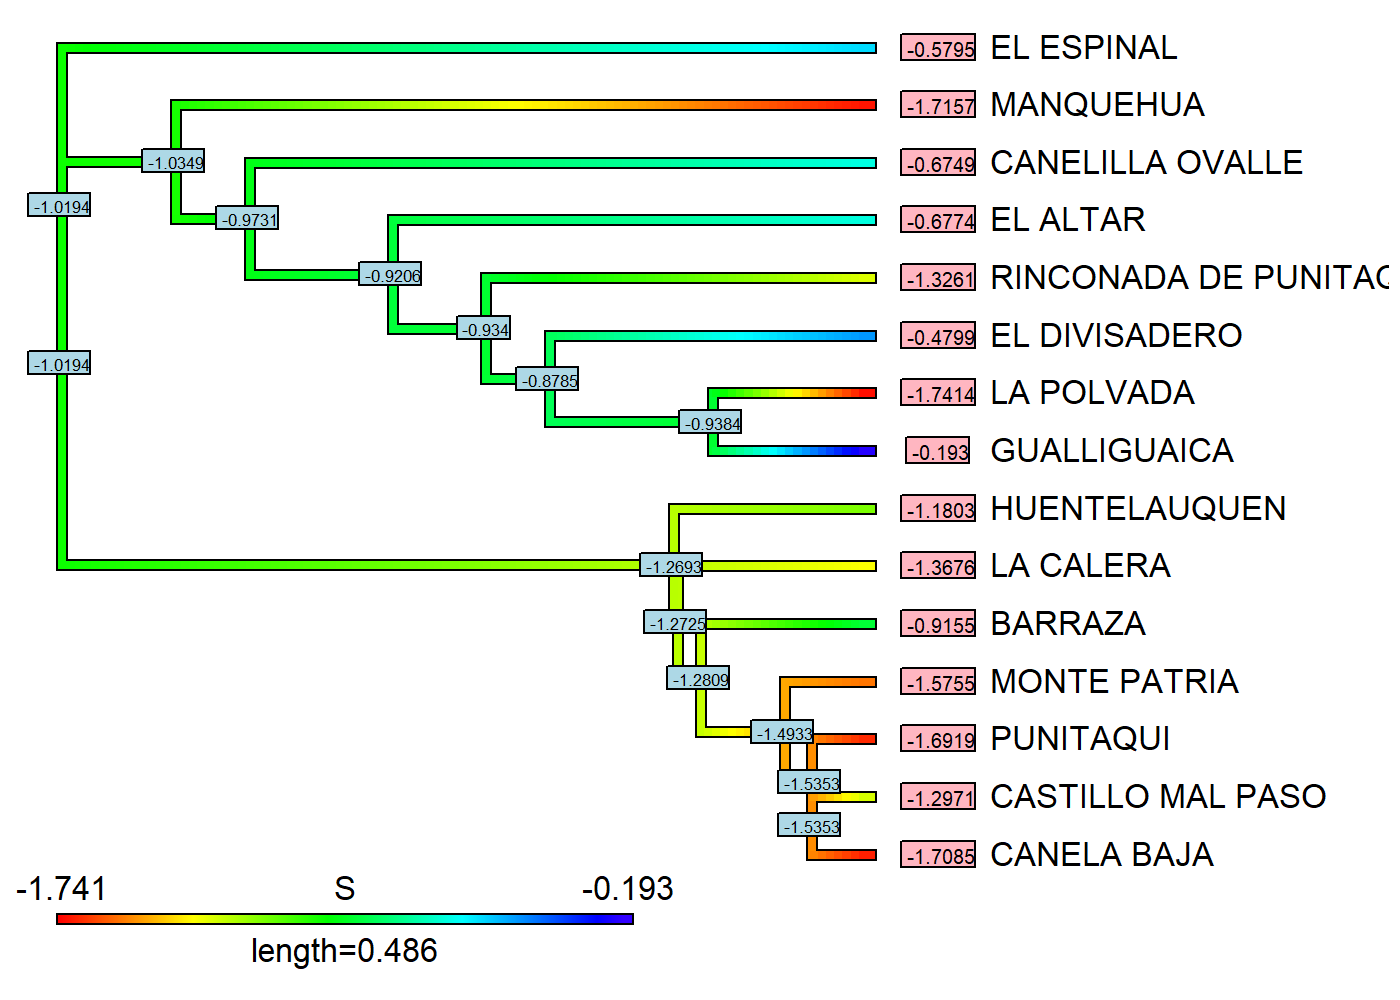 -0.5795 EL ESPINAL
-1.7157 MANQUEHUA
-1.0349
-0.6749 CANELILLA OVALLE
-1.0194
-0.9731
-0.6774 EL ALTAR
-0.9206
-1.3261 RINCONADA DE PUNITAQ
-0.934
-0.4799 EL DIVISADERO
-1.0194
-0.8785
-1.7414 LA POLVADA
-0.9384
-0.193 GUALLIGUAICA
-1.1803 HUENTELAUQUEN
-1.2693
-1.3676 LA CALERA
-1.2725
-0.9155 BARRAZA
-1.2809
-1.5755 MONTE PATRIA
-1.4933
-1.6919 PUNITAQUI
-1.5353
-1.2971 CASTILLO MAL PASO
-1.5353
-1.7085 CANELA BAJA
-1.741 S -0.193
length=0.486